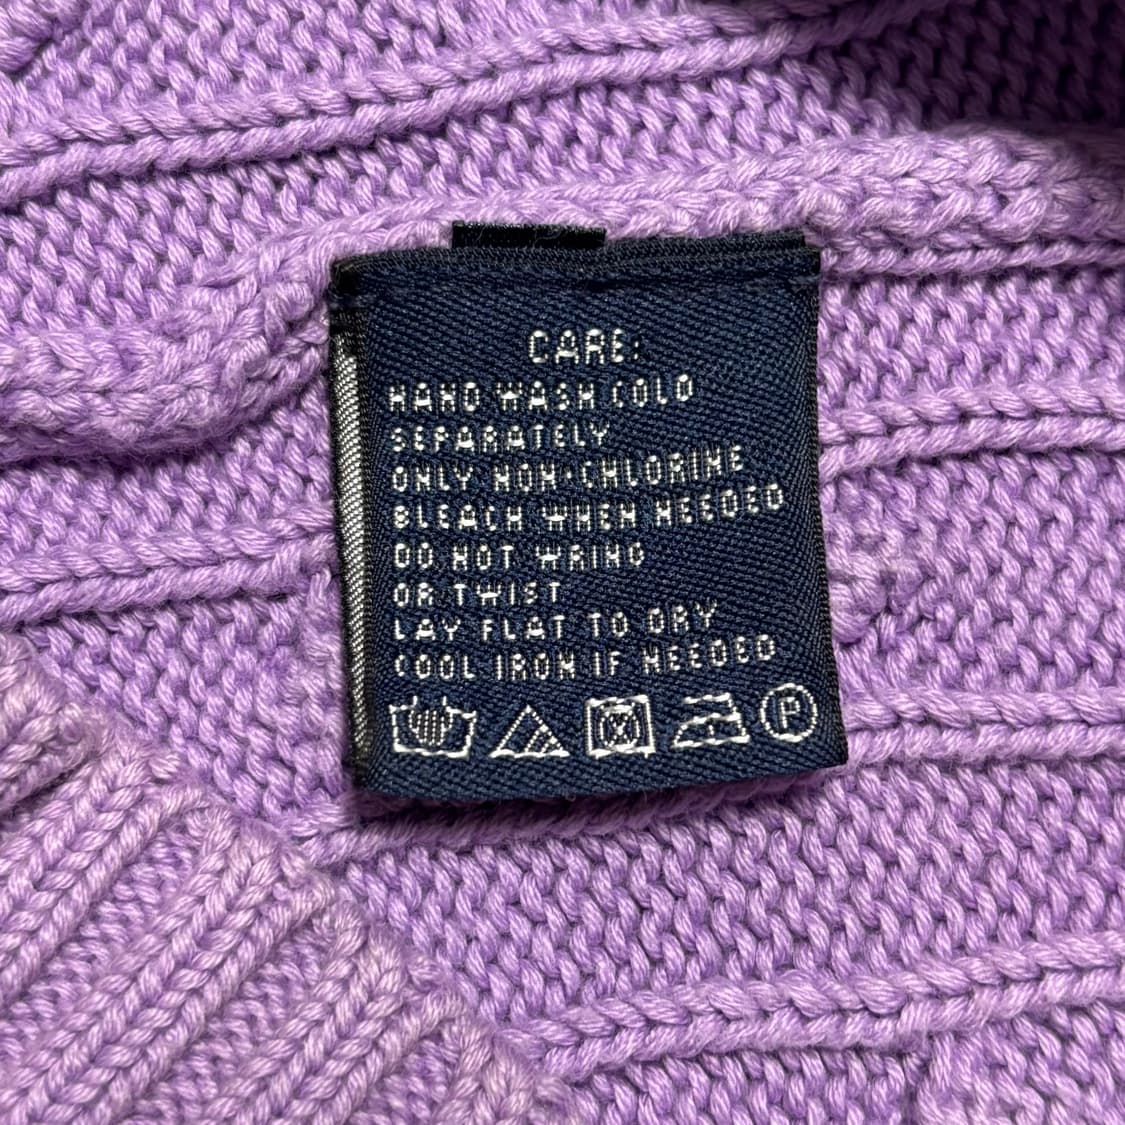 CARE:
HAND WASH COLD
SEPARATELY
ONLY NON-CHLORINE
BLEACH WHEN NEEDED
DO NOT WRING
OR TWIST
LAY FLAT TO DRY
COOL IRON IF NEEDED
P